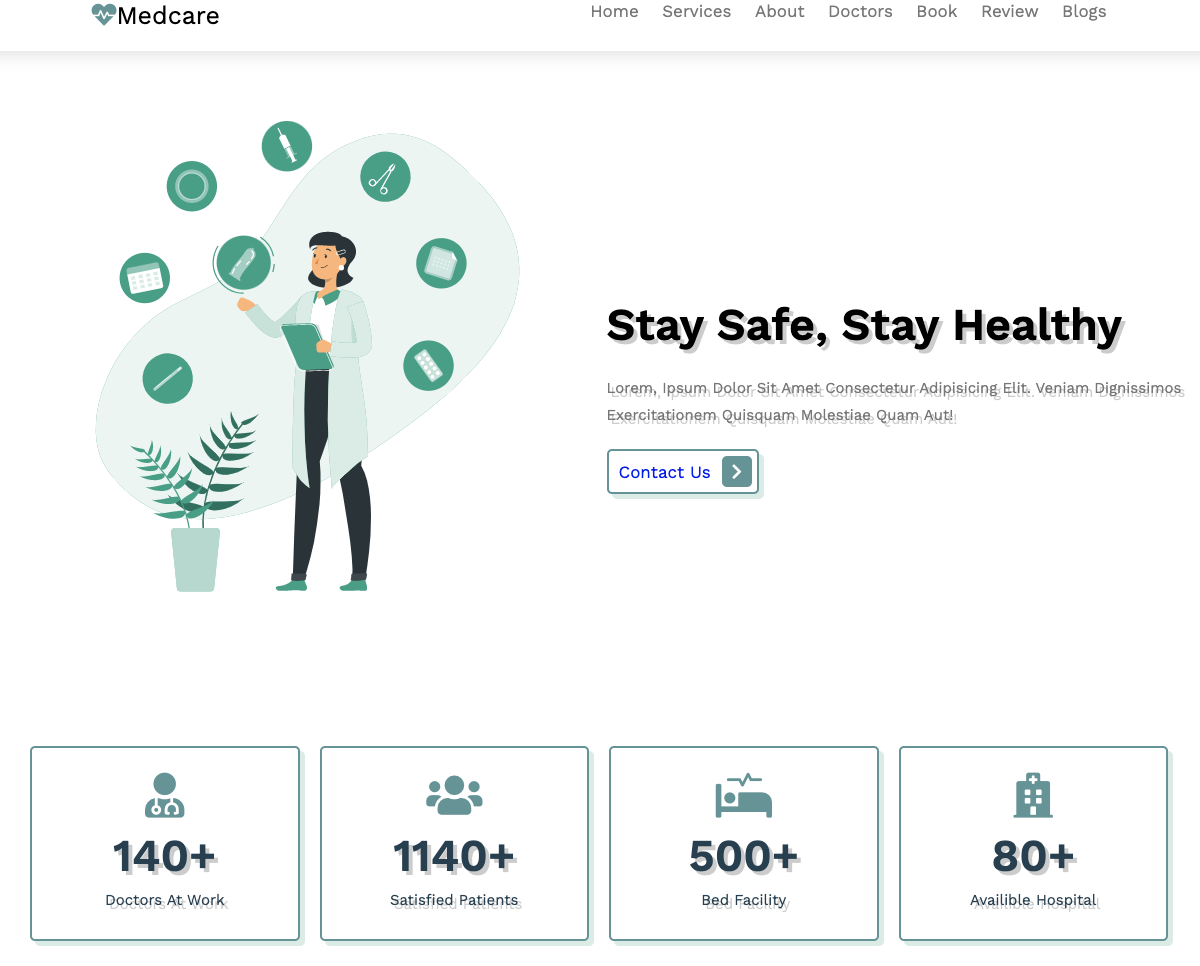 Medcare
Home Services About Doctors Book Review Blogs
Stay Safe, Stay Healthy
Lorem, Ipsum Dolor Sit Amet Consectetur Adipisicing Elit. Veniam Dignissimos
Exercitationem Quisquam Molestiae Quam Aut!
Contact Us
140+
Doctors At Work
1140+
Satisfied Patients
500+
Bed Facility
80+
Availible Hospital